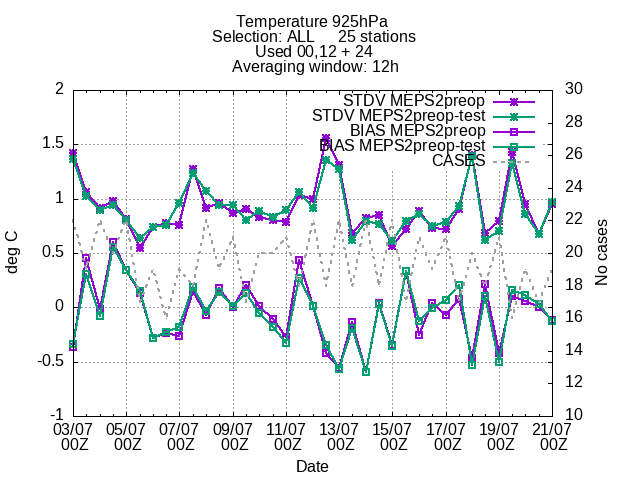 Temperature 925hPa
Selection: ALL 25 stations
Used 00,12 + 24
Averaging window: 12h
STDV MEPS2preop
STDV MEPS2preop-test
BIAS MEPS2preop
BIAS MEPS2preop-test
CASES
deg C
2
1.5
1
0.5
0
-0.5
-1
No cases
30
28
26
24
22
20
18
16
14
12
10
03/07 05/07 07/07 09/07 11/07 13/07 15/07 17/07 19/07 21/07
00Z 00Z 00Z 00Z 00Z 00Z 00Z 00Z 00Z 00Z
Date